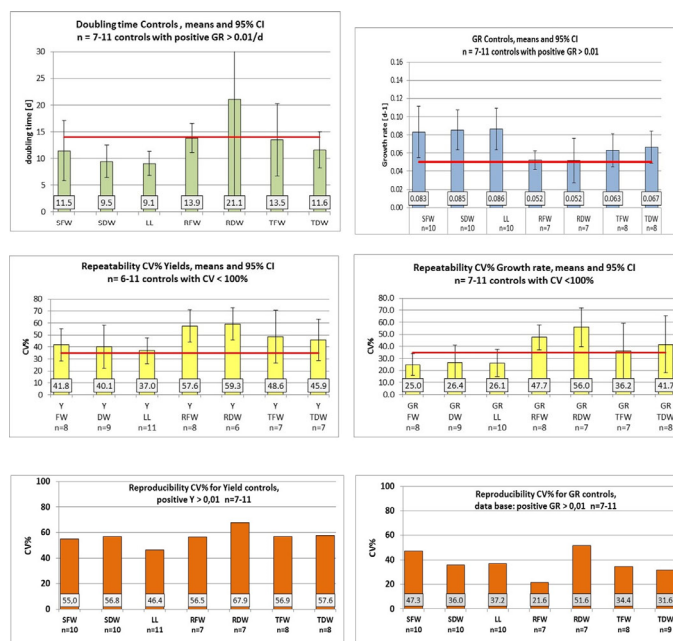 Doubling time Controls , means and 95% CI
n = 7-11 controls with positive GR > 0.01/d
doubling time [d]
30
25
20
15
10
5
0
11.5 9.5 9.1 13.9 21.1 13.5 11.6
SFW SDW LL RFW RDW TFW TDW
GR Controls, means and 95% CI
n = 7-11 controls with positive GR > 0.01
Growth rate [d-1]
0.16
0.14
0.12
0.10
0.08
0.06
0.04
0.02
0.00
0.083 0.085 0.086 0.052 0.052 0.063 0.067
SFW SDW LL RFW RDW TFW TDW
n=10 n=10 n=10 n=7 n=7 n=8 n=8
Repeatability CV% Yields, means and 95% CI
n= 6-11 controls with CV < 100%
CV%
80
70
60
50
40
30
20
10
0
41.8 40.1 37.0 57.6 59.3 48.6 45.9
Y Y Y Y Y Y Y
FW DW LL RFW RDW TFW TDW
n=8 n=9 n=11 n=8 n=6 n=7 n=7
Repeatability CV% Growth rate, means and 95% CI
n= 7-11 controls with CV <100%
CV%
80.0
70.0
60.0
50.0
40.0
30.0
20.0
10.0
0.0
25.0 26.4 26.1 47.7 56.0 36.2 41.7
GR GR GR GR GR GR GR
FW DW LL RFW RDW TFW TDW
n=8 n=9 n=10 n=8 n=7 n=7 n=8
Reproducibility CV% for Yield controls,
positive Y > 0,01 n=7-11
CV%
100
80
60
40
20
0
55,0 56.8 46.4 56.5 67.9 56.9 57.6
SFW SDW LL RFW RDW TFW TDW
n=10 n=10 n=11 n=7 n=7 n=8 n=8
Reproducibility CV% for GR controls,
data base: positive GR > 0,01 n=7-11
CV%
100
80
60
40
20
0
47.3 36.0 37.2 21.6 51.6 34.4 31.6
SFW SDW LL RFW RDW TFW TDW
n=10 n=10 n=10 n=7 n=7 n=8 n=9